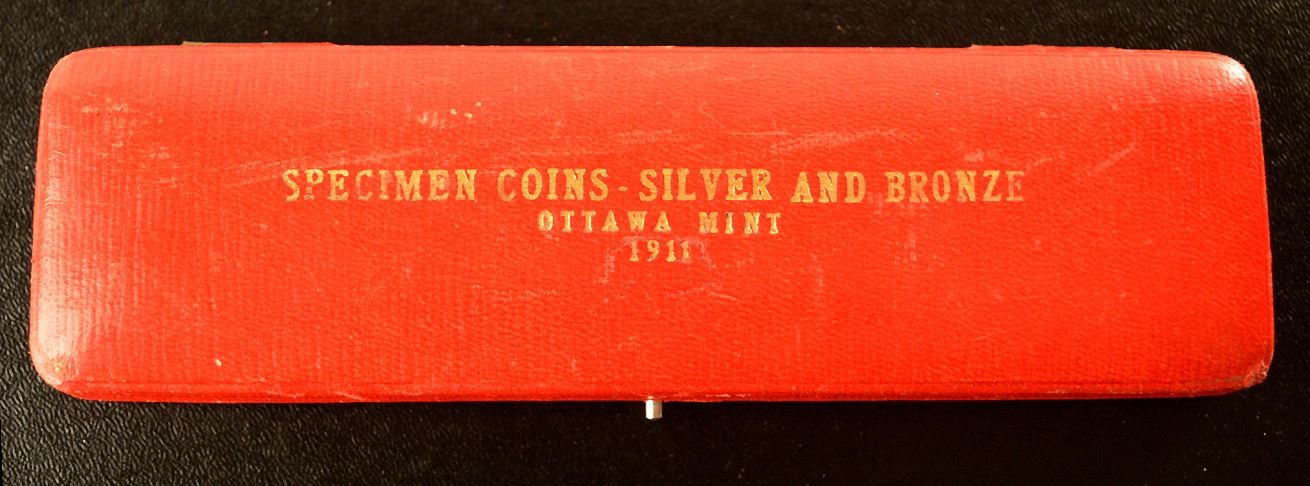 SPECIMEN COINS - SILVER AND BRONZE
OTTAWA MINT
1911